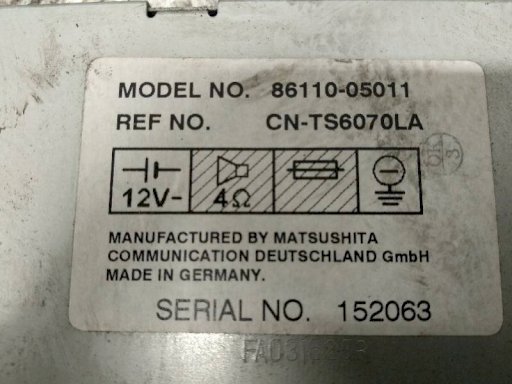 MODEL NO. 86110-05011
REF NO. CN-TS6070LA
12V- 4Ω
MANUFACTURED BY MATSUSHITA
COMMUNICATION DEUTSCHLAND GmbH
MADE IN GERMANY.
SERIAL NO. 152063